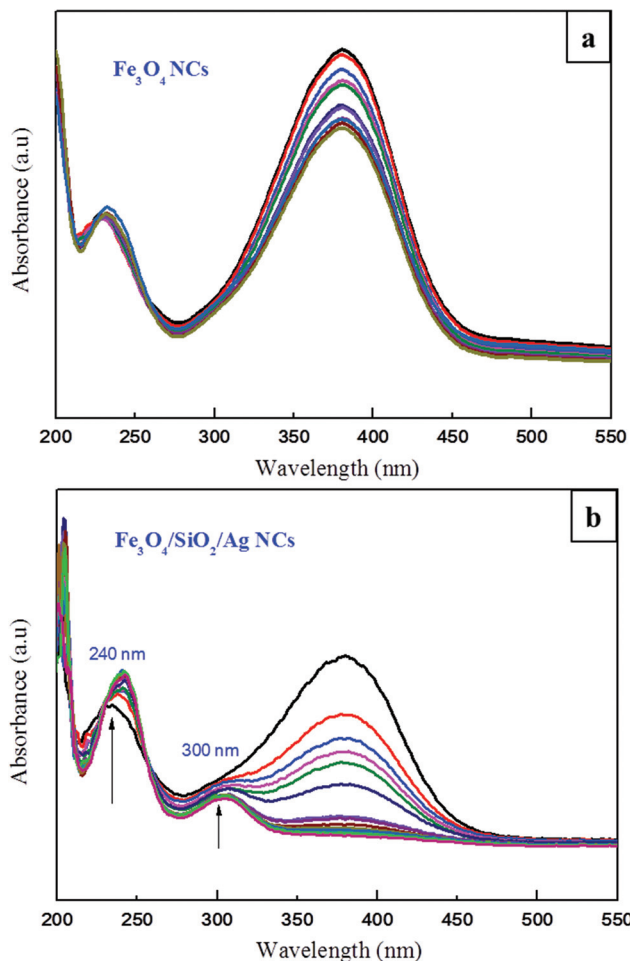 a
Fe₃O₄ NCs
Absorbance (a.u)
200 250 300 350 400 450 500 550
Wavelength (nm)
b
Fe₃O₄/SiO₂/Ag NCs
240 nm
300 nm
Absorbance (a.u)
200 250 300 350 400 450 500 550
Wavelength (nm)